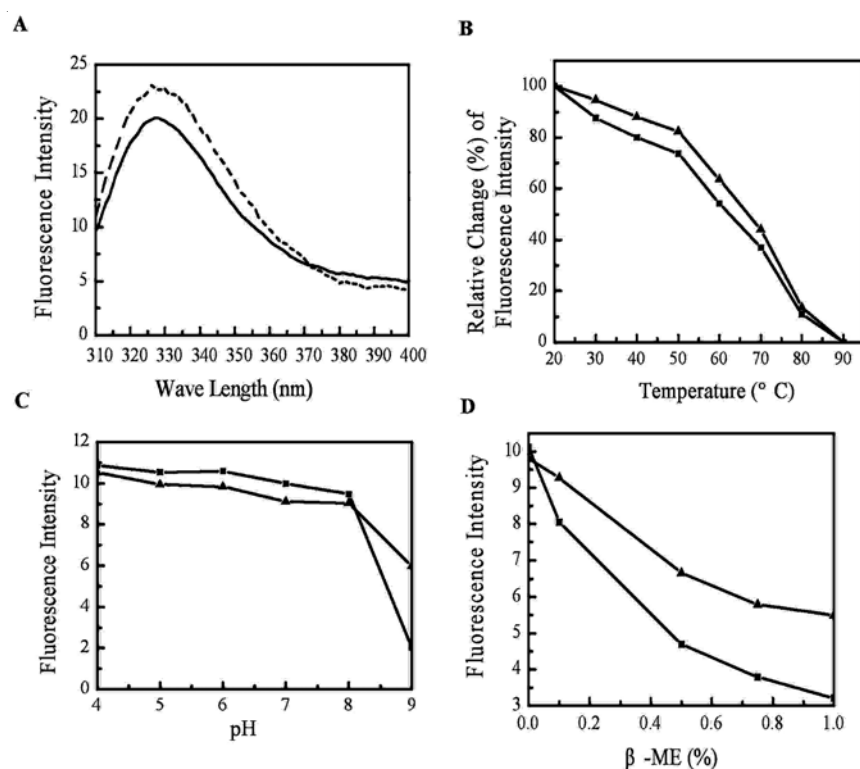 A
25
20
15
10
5
0
Fluorescence Intensity
310 320 330 340 350 360 370 380 390 400
Wave Length (nm)
B
100
80
60
40
20
0
Relative Change (%) of
Fluorescence Intensity
20 30 40 50 60 70 80 90
Temperature (° C)
C
12
10
8
6
4
2
0
Fluorescence Intensity
4 5 6 7 8 9
pH
D
10
9
8
7
6
5
4
3
Fluorescence Intensity
0.0 0.2 0.4 0.6 0.8 1.0
β -ME (%)